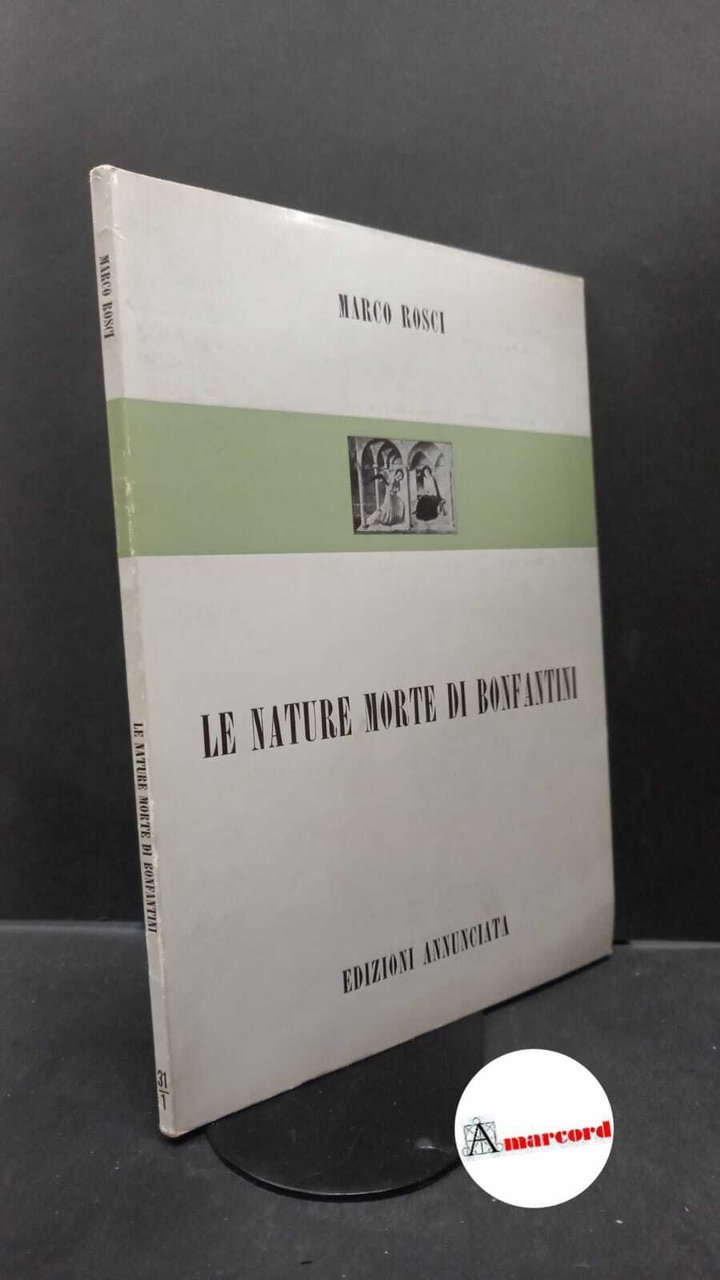 MARCO ROSCI
LE NATURE MORTE DI BONFANTINI
EDIZIONI ANNUNCIATA
MARCO ROSCI
LE NATURE MORTE DI BONFANTINI
31
1
Amarcord